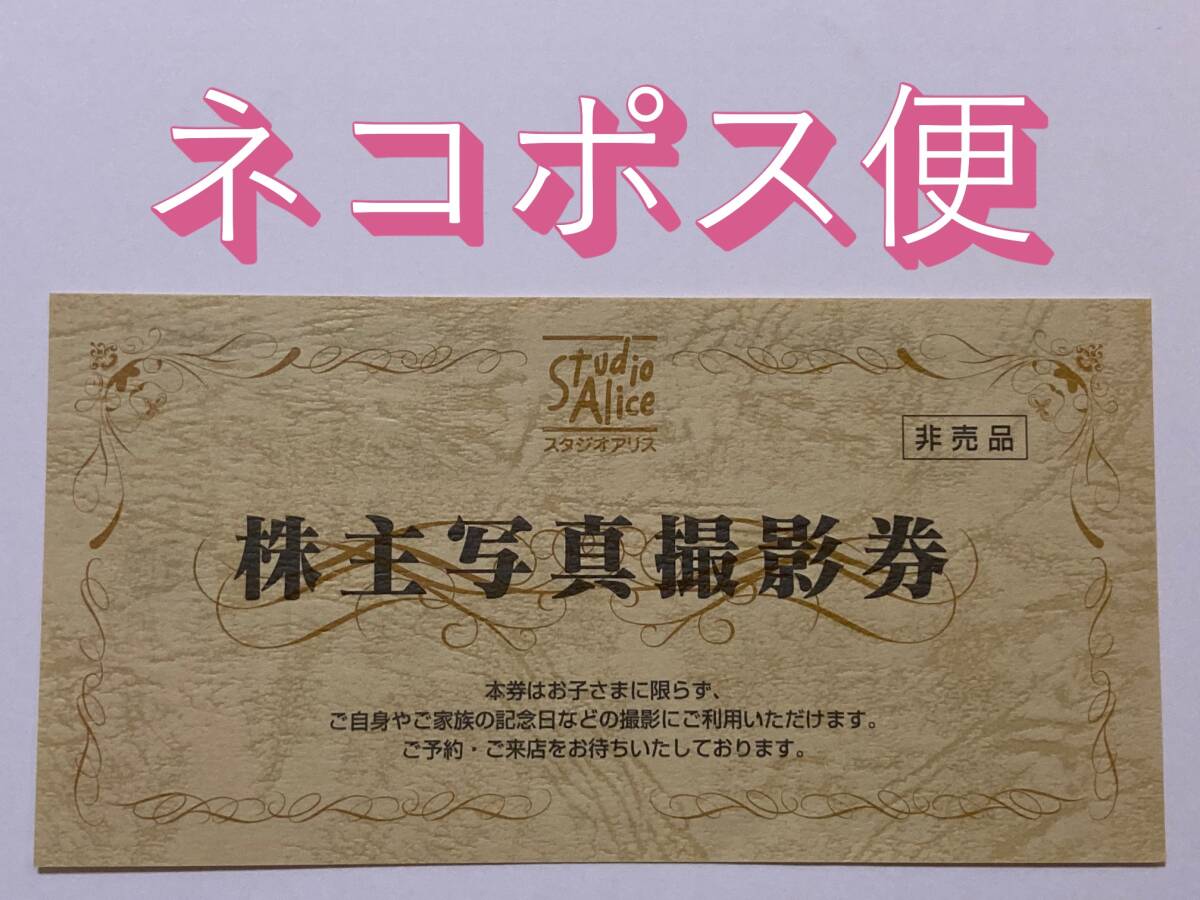 ネコポス便
Studio
Alice
スタジオアリス
非売品
株主写真撮影券
本券はお子さまに限らず、
ご自身やご家族の記念日などの撮影にご利用いただけます。
ご予約・ご来店をお待ちいたしております。